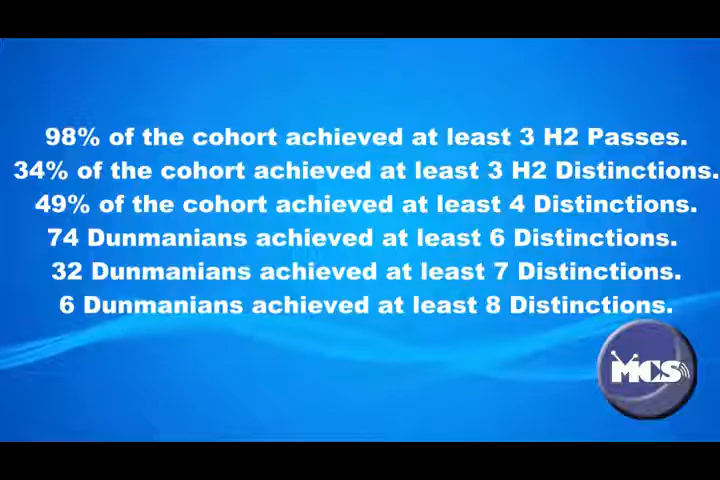 98% of the cohort achieved at least 3 H2 Passes.
34% of the cohort achieved at least 3 H2 Distinctions.
49% of the cohort achieved at least 4 Distinctions.
74 Dunmanians achieved at least 6 Distinctions.
32 Dunmanians achieved at least 7 Distinctions.
6 Dunmanians achieved at least 8 Distinctions.
MCS